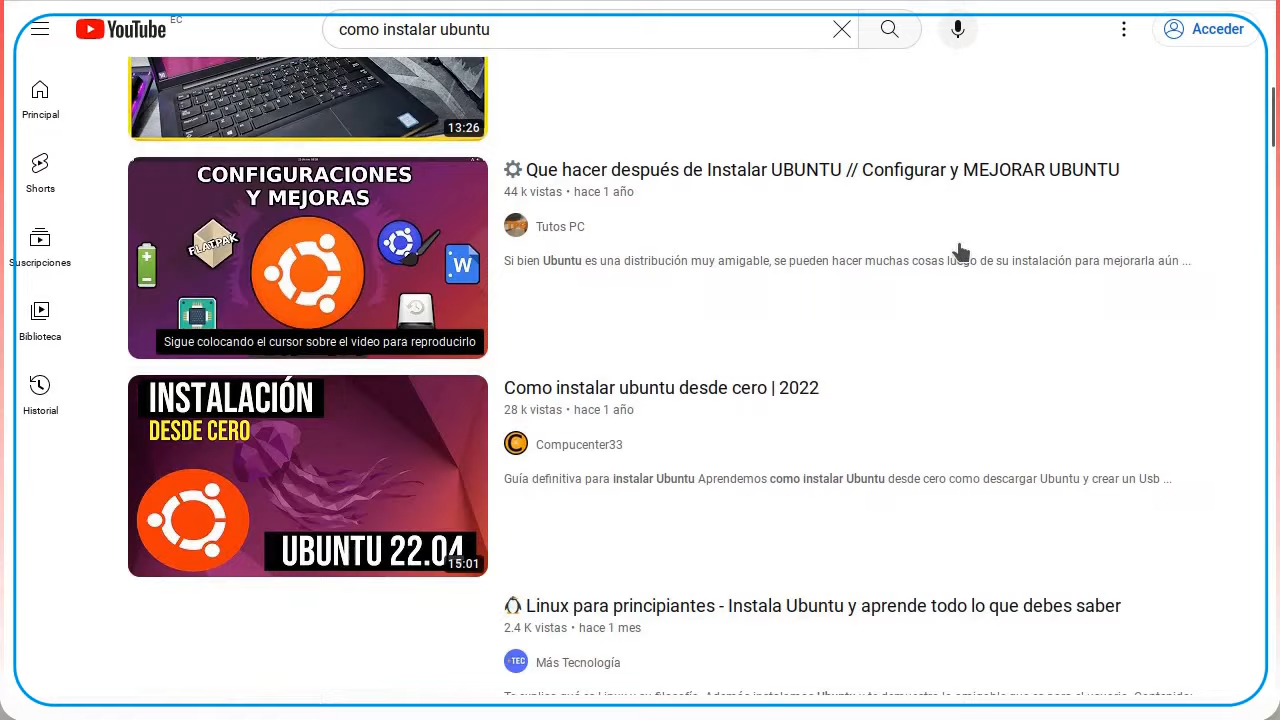 YouTube EC
como instalar ubuntu
Acceder
Principal
Shorts
Suscripciones
Biblioteca
Historial
13:26
CONFIGURACIONES
Y MEJORAS
FLATPAK
W
Sigue colocando el cursor sobre el video para reproducirlo
Que hacer después de Instalar UBUNTU // Configurar y MEJORAR UBUNTU
44 k vistas • hace 1 año
Tutos PC
Si bien Ubuntu es una distribución muy amigable, se pueden hacer muchas cosas luego de su instalación para mejorarla aún ...
INSTALACIÓN
DESDE CERO
UBUNTU 22.04
15:01
Como instalar ubuntu desde cero | 2022
28 k vistas • hace 1 año
C
Compucenter33
Guía definitiva para instalar Ubuntu Aprendemos como instalar Ubuntu desde cero como descargar Ubuntu y crear un Usb ...
Linux para principiantes - Instala Ubuntu y aprende todo lo que debes saber
2.4 K vistas • hace 1 mes
+TEC
Más Tecnología